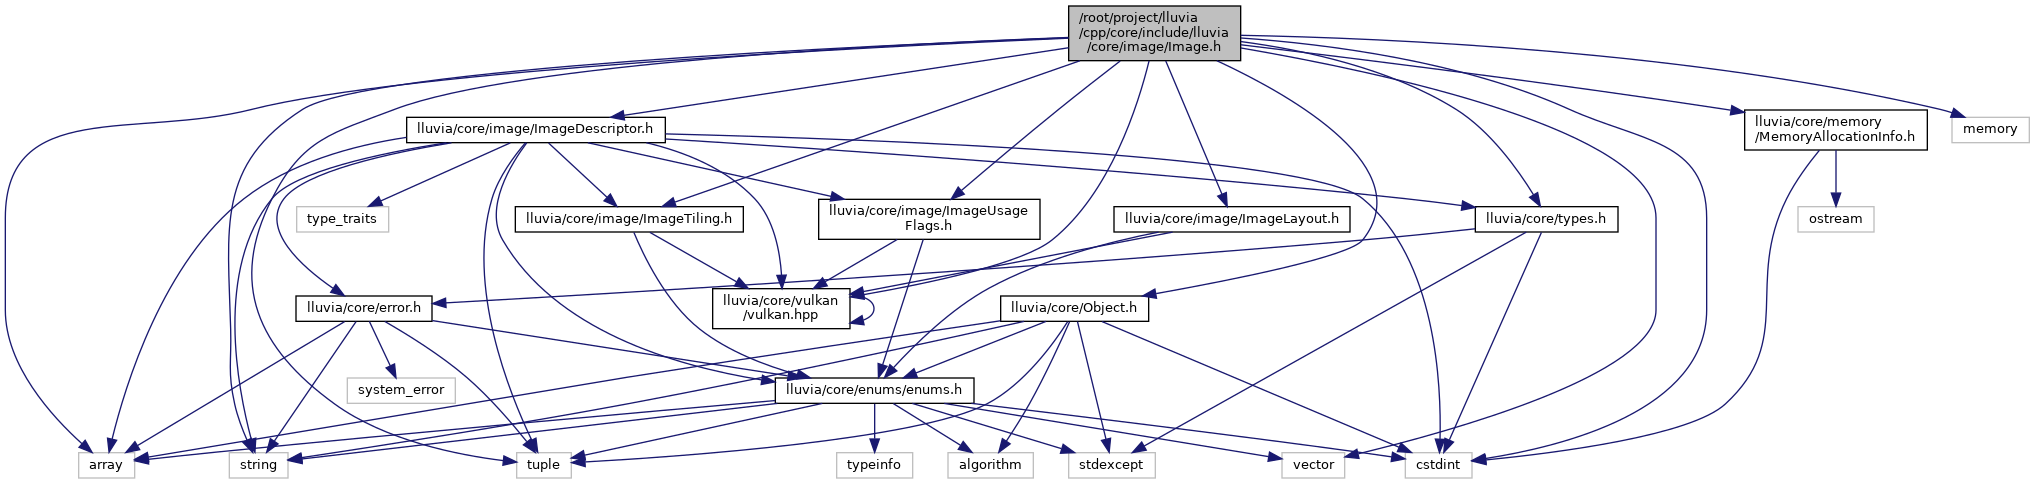 /root/project/lluvia
/cpp/core/include/lluvia
/core/image/Image.h
lluvia/core/image/ImageDescriptor.h
lluvia/core/memory
/MemoryAllocationInfo.h
memory
type_traits
lluvia/core/image/ImageTiling.h
lluvia/core/image/ImageUsage
Flags.h
lluvia/core/image/ImageLayout.h
lluvia/core/types.h
ostream
lluvia/core/error.h
lluvia/core/vulkan
/vulkan.hpp
lluvia/core/Object.h
system_error
lluvia/core/enums/enums.h
array
string
tuple
typeinfo
algorithm
stdexcept
vector
cstdint